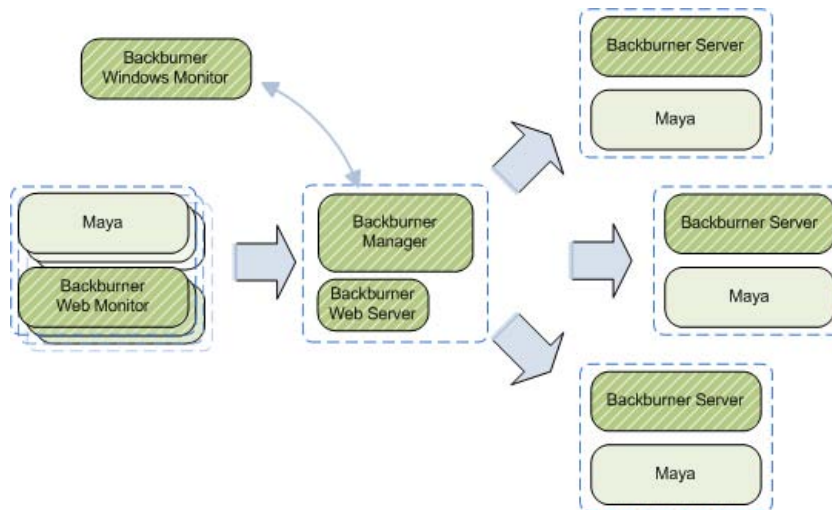 Backburner
Windows Monitor
Maya
Backburner
Web Monitor
Backburner
Manager
Backburner
Web Server
Backburner Server
Maya
Backburner Server
Maya
Backburner Server
Maya